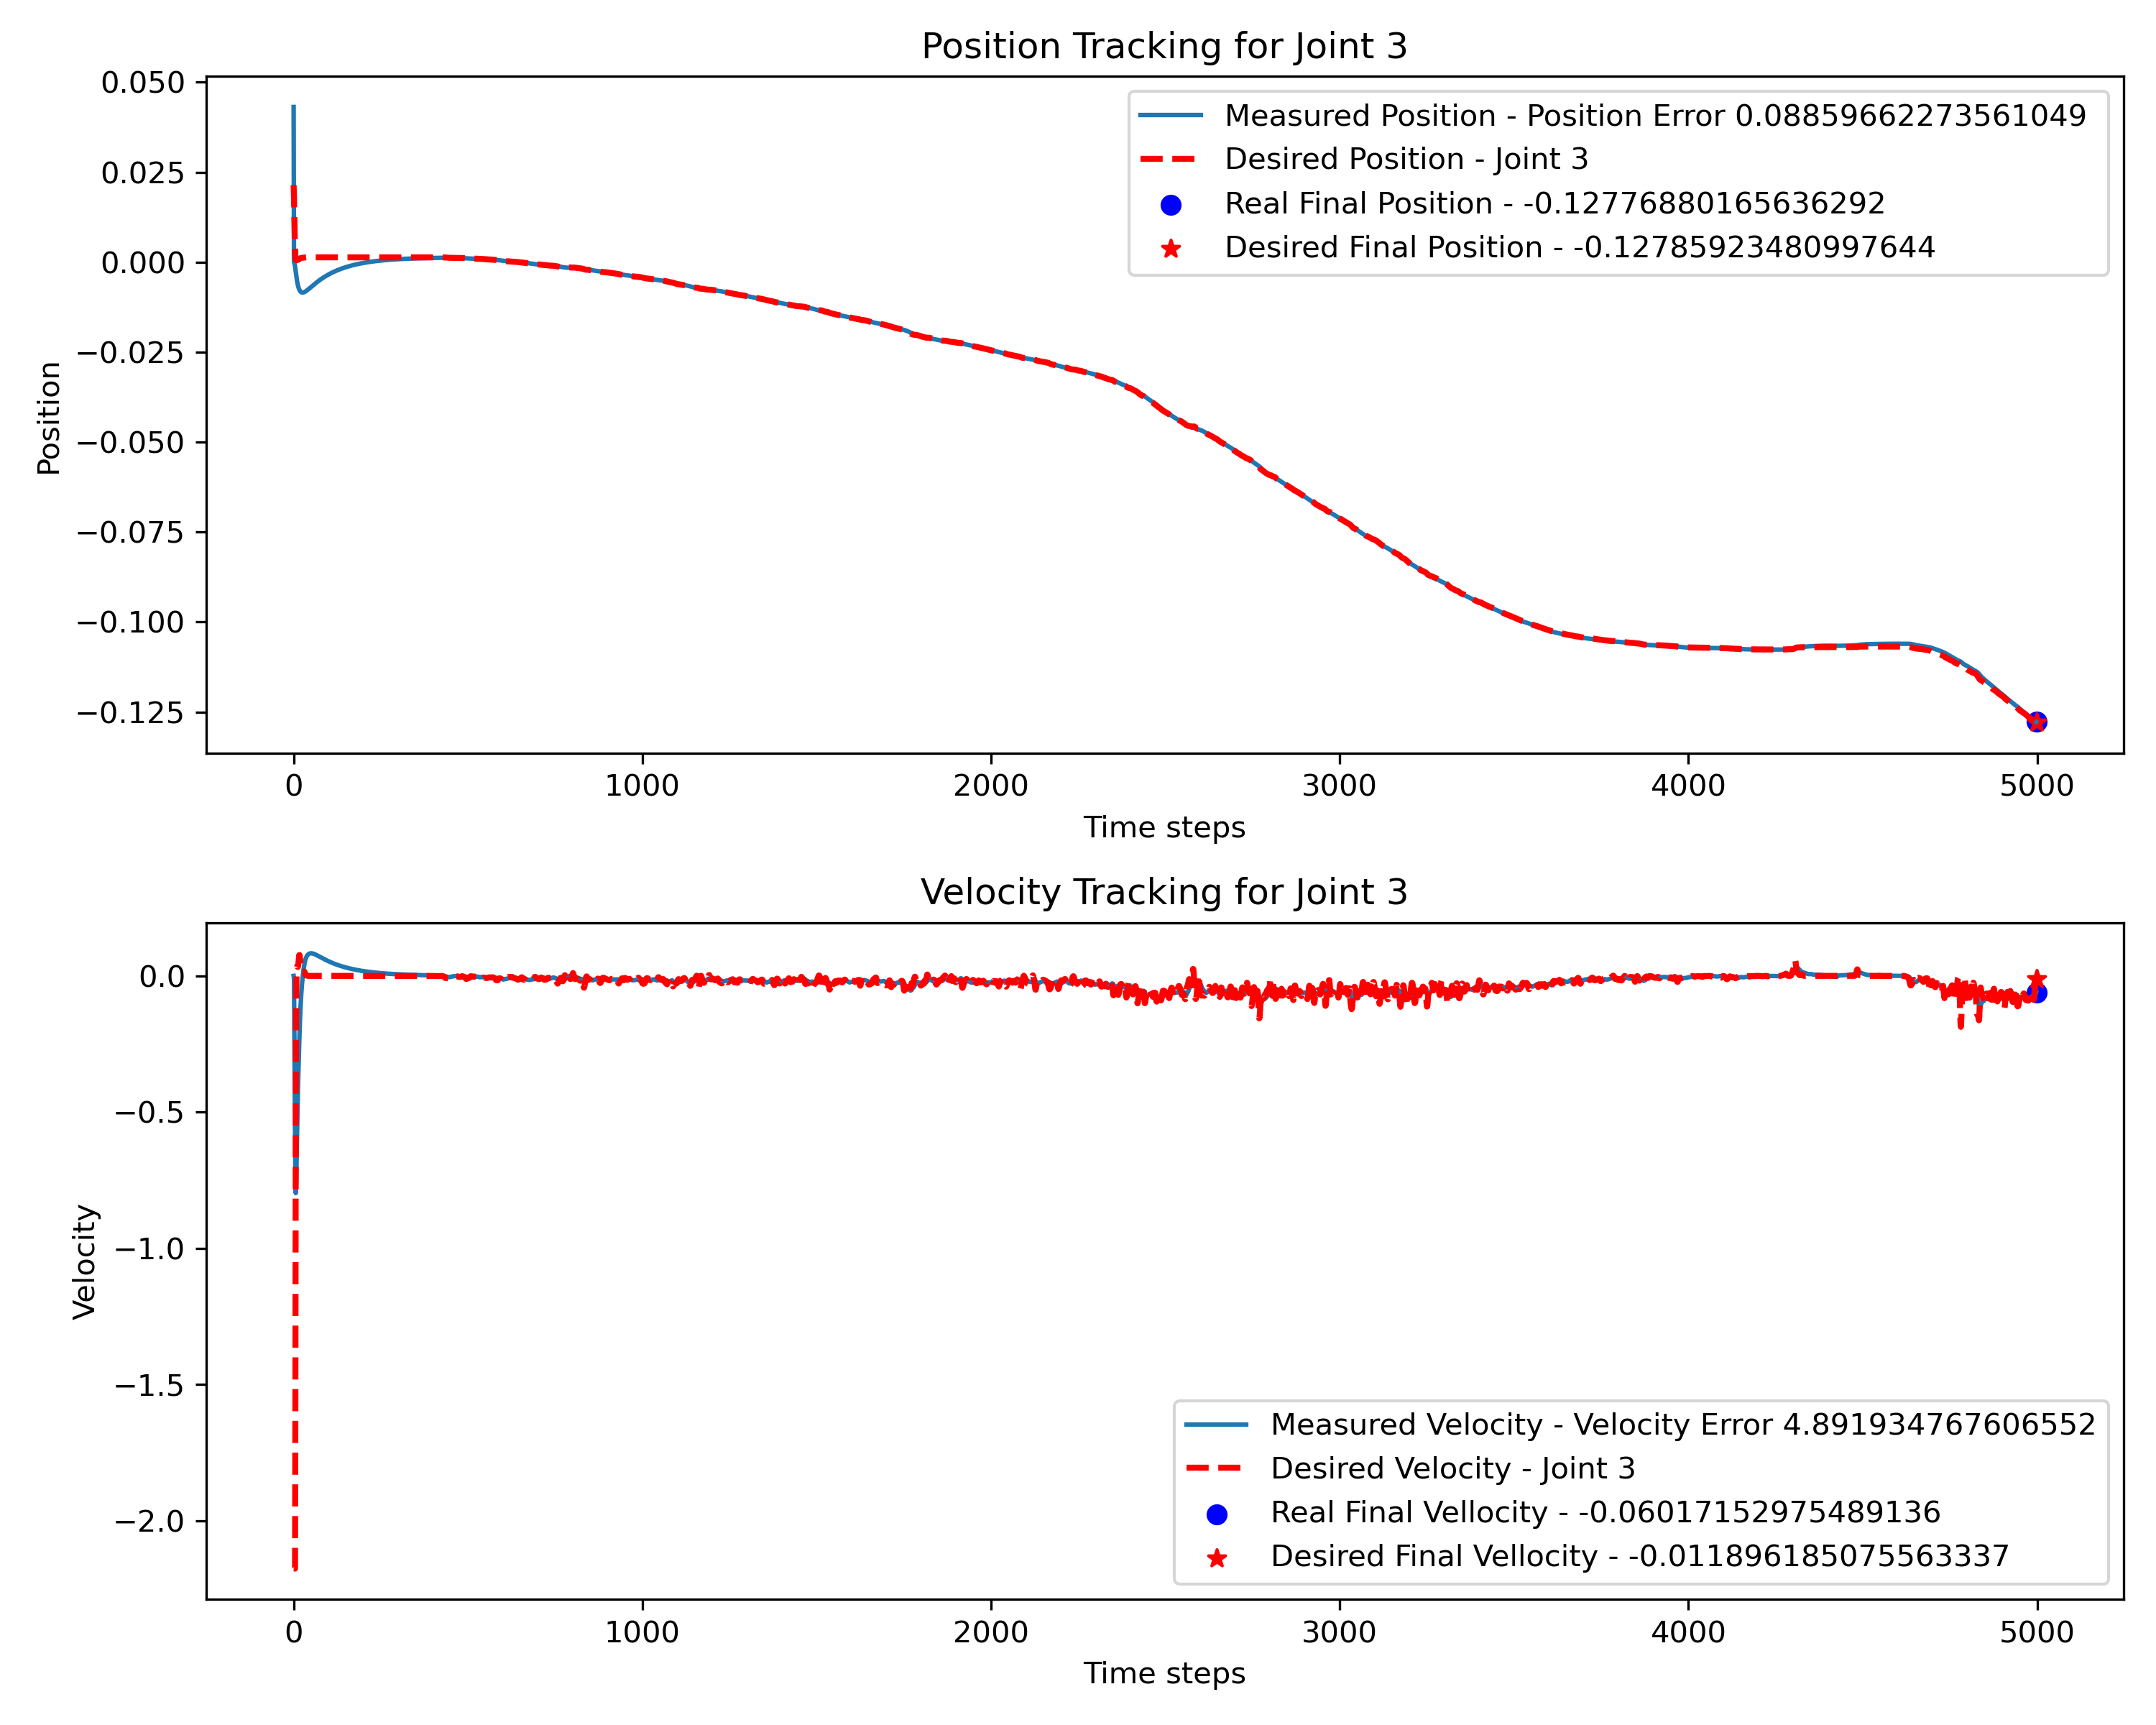 Position Tracking for Joint 3
0.050
0.025
0.000
−0.025
−0.050
−0.075
−0.100
−0.125
Position
Measured Position - Position Error 0.08859662273561049
Desired Position - Joint 3
Real Final Position - -0.12776880165636292
Desired Final Position - -0.12785923480997644
0 1000 2000 3000 4000 5000
Time steps
Velocity Tracking for Joint 3
0.0
−0.5
−1.0
−1.5
−2.0
Velocity
Measured Velocity - Velocity Error 4.891934767606552
Desired Velocity - Joint 3
Real Final Vellocity - -0.06017152975489136
Desired Final Vellocity - -0.011896185075563337
0 1000 2000 3000 4000 5000
Time steps